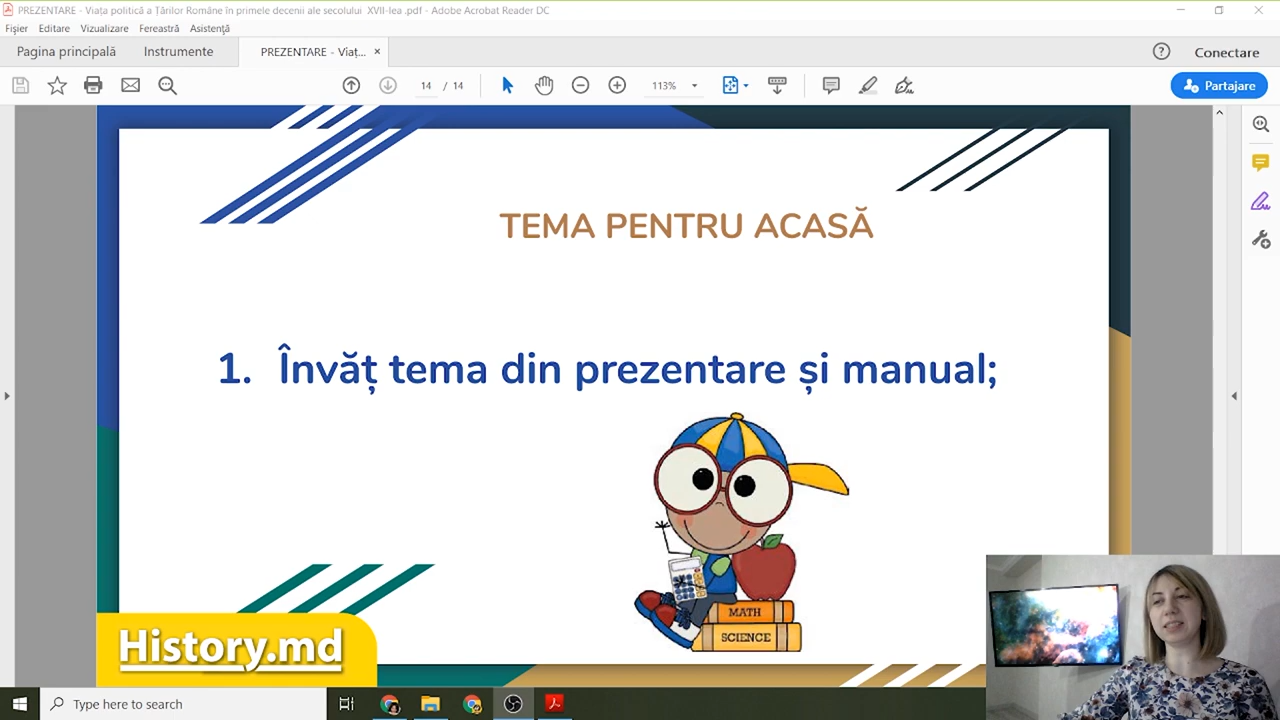 PREZENTARE - Viața politică a Țărilor Române în primele decenii ale secolului XVII-lea .pdf - Adobe Acrobat Reader DC
Fișier Editare Vizualizare Fereastră Asistență
Pagina principală Instrumente PREZENTARE - Viaț... × Conectare
14 / 14 113% Partajare
TEMA PENTRU ACASĂ
1. Învăț tema din prezentare și manual;
MATH
SCIENCE
History.md
Type here to search